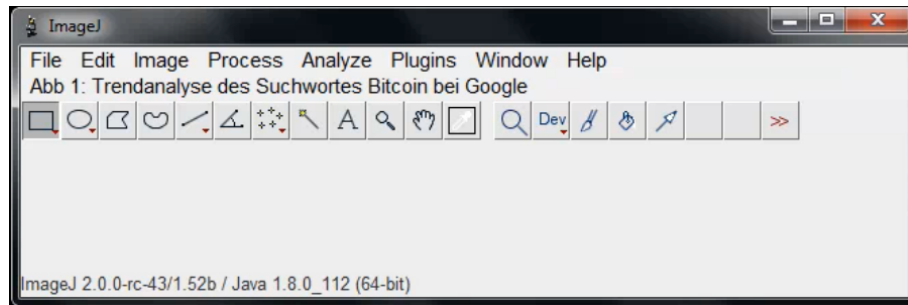 ImageJ
File Edit Image Process Analyze Plugins Window Help
Abb 1: Trendanalyse des Suchwortes Bitcoin bei Google
A Dev >>
ImageJ 2.0.0-rc-43/1.52b / Java 1.8.0_112 (64-bit)